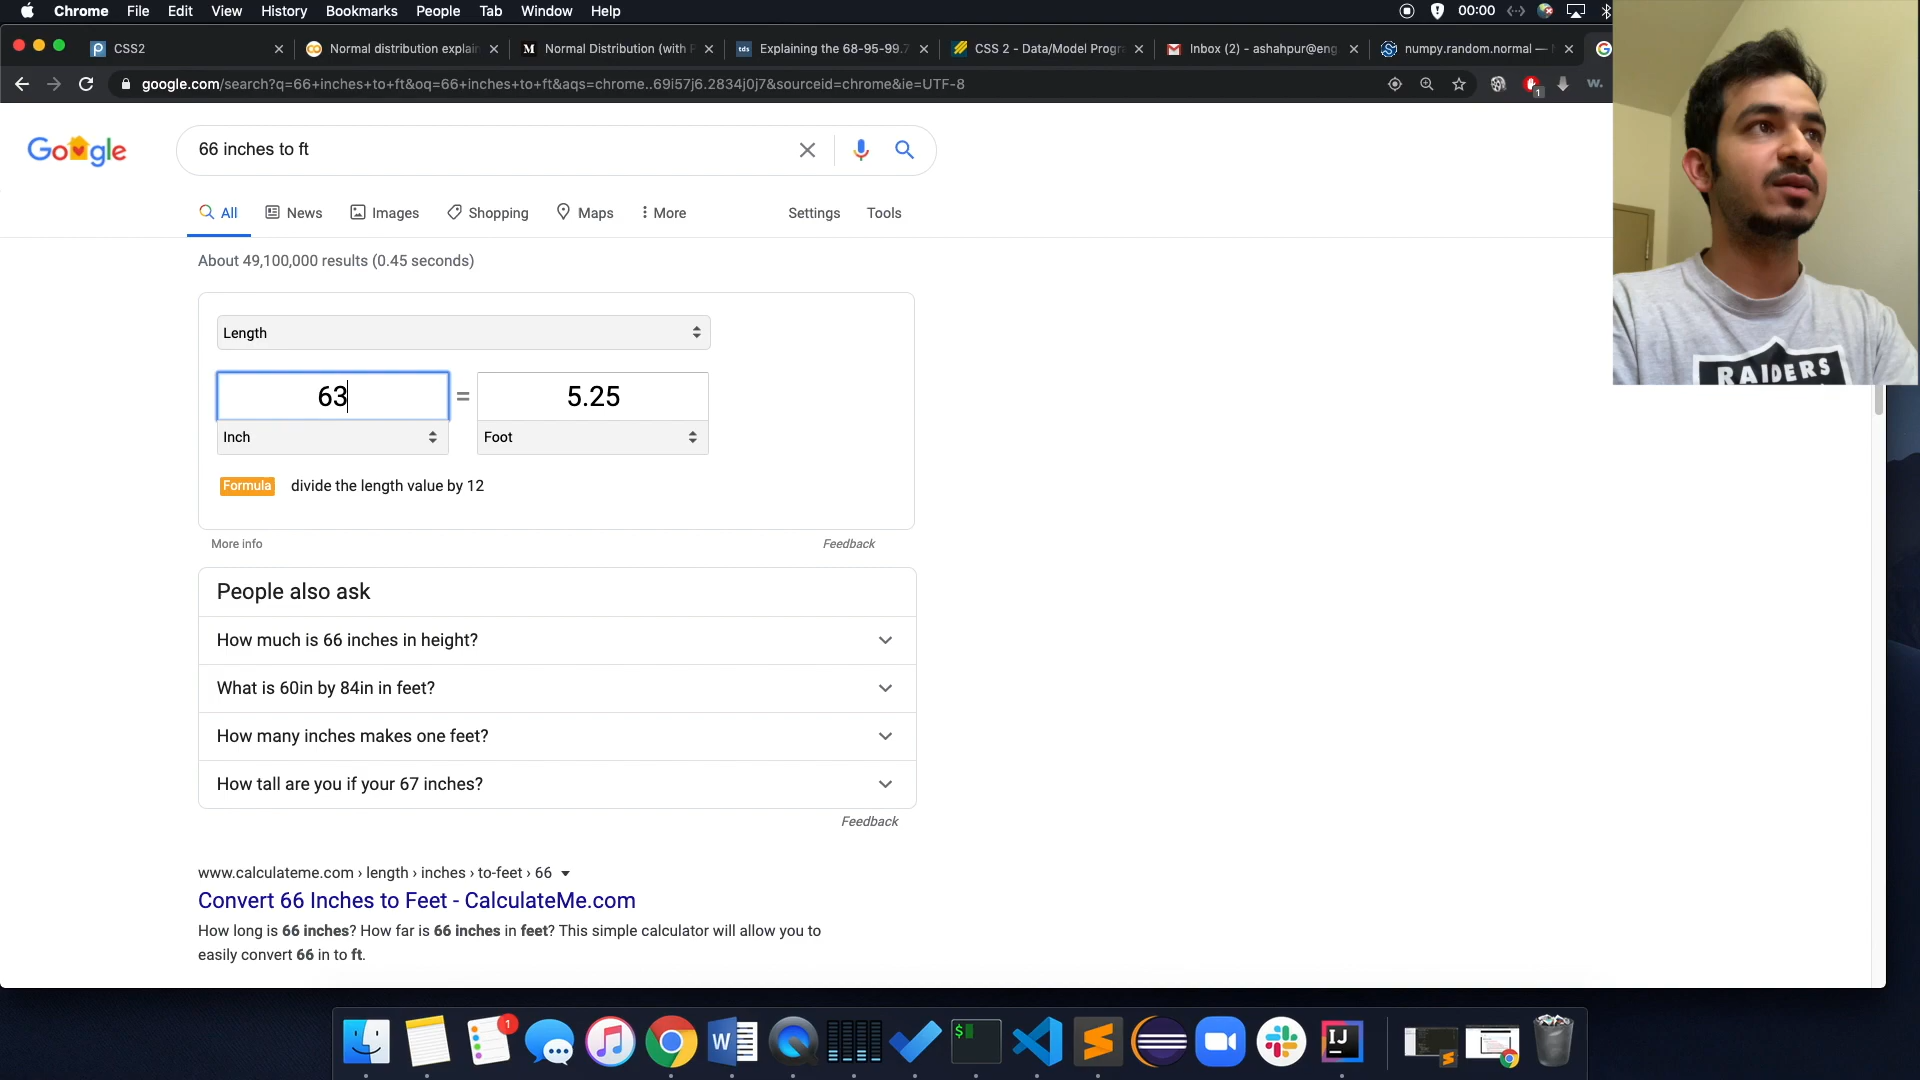 Chrome File Edit View History Bookmarks People Tab Window Help 00:00
CSS2 Normal distribution explain Normal Distribution (with Explaining the 68-95-99.7 CSS 2 - Data/Model Progra Inbox (2) - ashahpur@eng numpy.random.normal —
google.com/search?q=66+inches+to+ft&oq=66+inches+to+ft&aqs=chrome..69i57j6.2834j0j7&sourceid=chrome&ie=UTF-8
Google
66 inches to ft
All News Images Shopping Maps More Settings Tools
About 49,100,000 results (0.45 seconds)
Length
63 = 5.25
Inch Foot
Formula divide the length value by 12
More info Feedback
People also ask
How much is 66 inches in height?
What is 60in by 84in in feet?
How many inches makes one feet?
How tall are you if your 67 inches?
Feedback
www.calculateme.com › length › inches › to-feet › 66
Convert 66 Inches to Feet - CalculateMe.com
How long is 66 inches? How far is 66 inches in feet? This simple calculator will allow you to
easily convert 66 in to ft.
RAIDERS